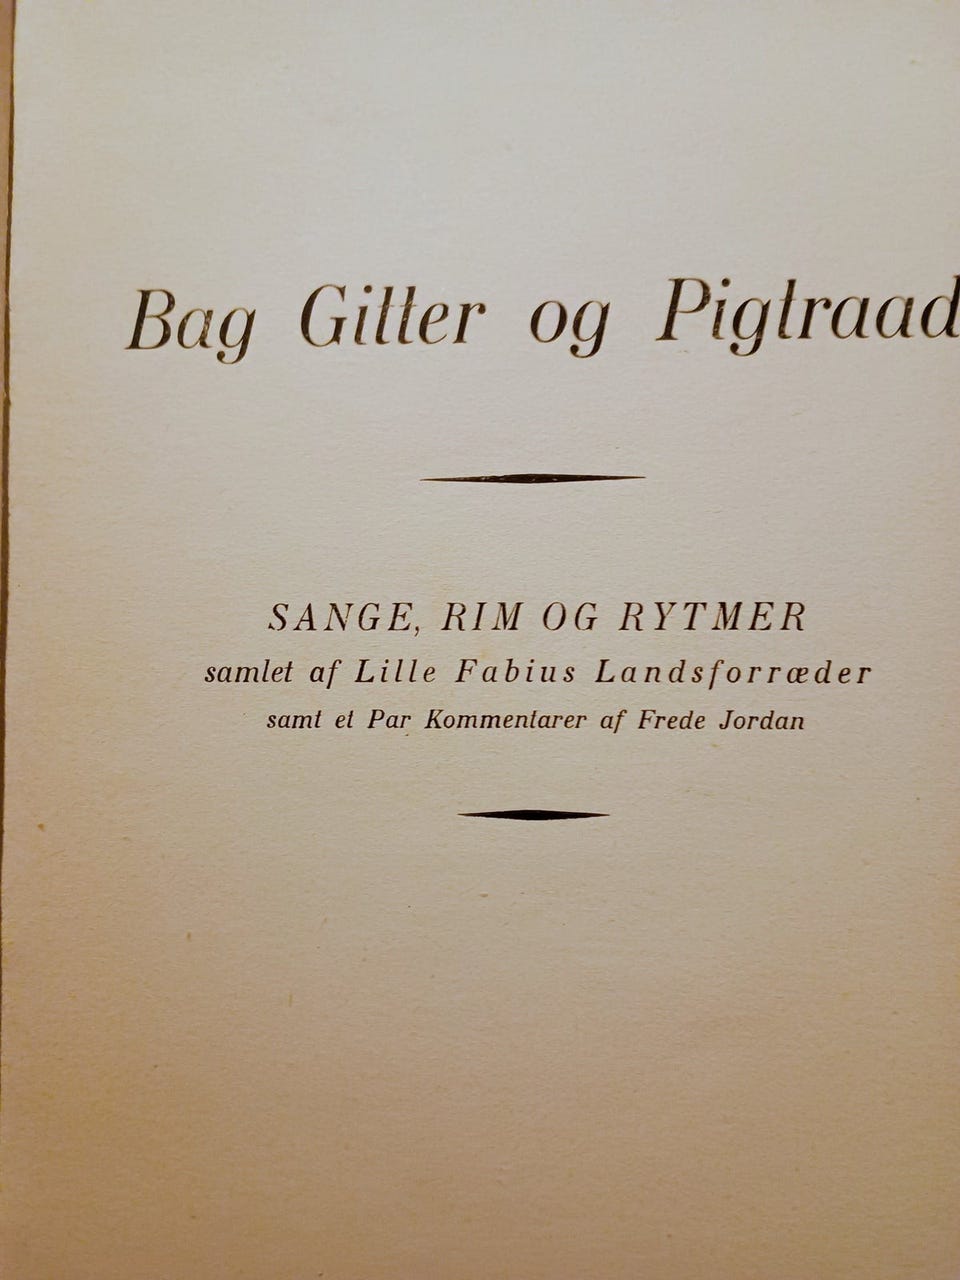 Bag Gitter og Pigtraad
SANGE, RIM OG RYTMER
samlet af Lille Fabius Landsforræder
samt et Par Kommentarer af Frede Jordan